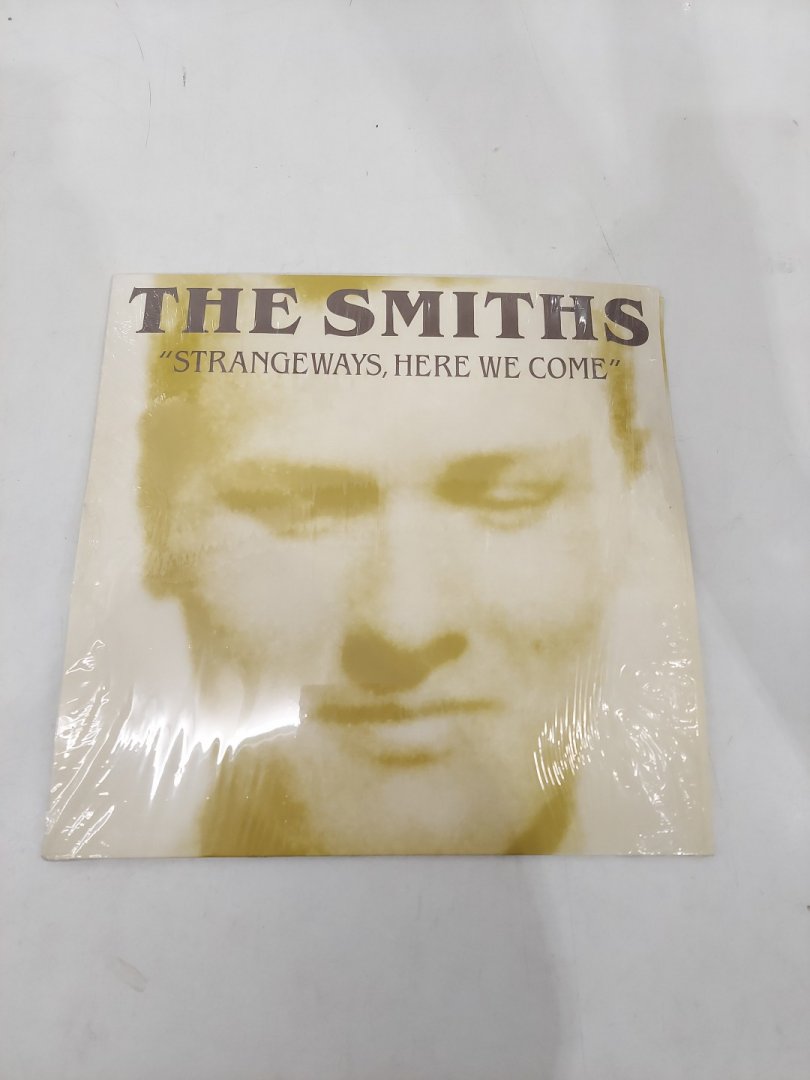 THE SMITHS
"STRANGEWAYS, HERE WE COME"